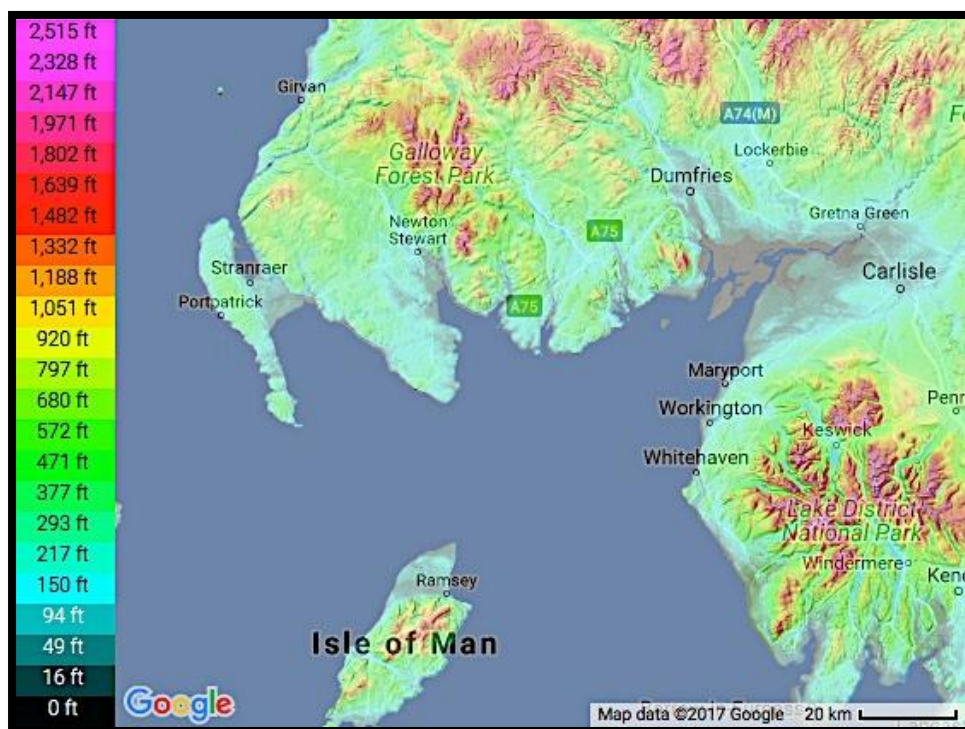 2,515 ft
2,328 ft
2,147 ft
1,971 ft
1,802 ft
1,639 ft
1,482 ft
1,332 ft
1,188 ft
1,051 ft
920 ft
797 ft
680 ft
572 ft
471 ft
377 ft
293 ft
217 ft
150 ft
94 ft
49 ft
16 ft
0 ft
Girvan
A74(M)
Lockerbie
Galloway
Forest Park
Dumfries
Newton
Stewart
A75
Gretna Green
Stranraer
Carlisle
Portpatrick
A75
Maryport
Workington
Penr
Keswick
Whitehaven
Lake District
National Park
Windermere
Kend
Ramsey
Isle of Man
Google
Map data ©2017 Google
20 km